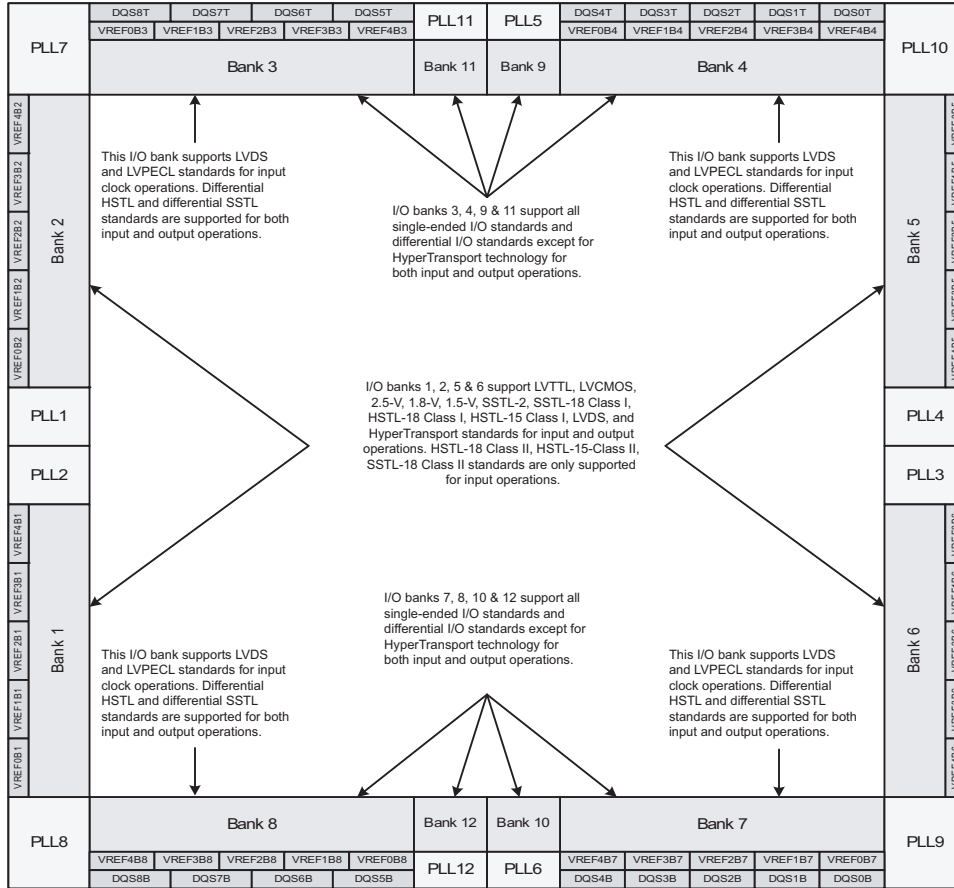 DQS8T DQS7T DQS6T DQS5T PLL11 PLL5 DQS4T DQS3T DQS2T DQS1T DQS0T
PLL7 VREF0B3 VREF1B3 VREF2B3 VREF3B3 VREF4B3 VREF0B4 VREF1B4 VREF2B4 VREF3B4 VREF4B4 PLL10
Bank 3 Bank 11 Bank 9 Bank 4
VREF4B2
VREF3B2
VREF2B2
VREF1B2
VREF0B2
Bank 2
This I/O bank supports LVDS
and LVPECL standards for input
clock operations. Differential
HSTL and differential SSTL
standards are supported for both
input and output operations.
I/O banks 3, 4, 9 & 11 support all
single-ended I/O standards and
differential I/O standards except for
HyperTransport technology for
both input and output operations.
This I/O bank supports LVDS
and LVPECL standards for input
clock operations. Differential
HSTL and differential SSTL
standards are supported for both
input and output operations.
Bank 5
PLL1
PLL2
I/O banks 1, 2, 5 & 6 support LVTTL, LVCMOS,
2.5-V, 1.8-V, 1.5-V, SSTL-2, SSTL-18 Class I,
HSTL-18 Class I, HSTL-15 Class I, LVDS, and
HyperTransport standards for input and output
operations. HSTL-18 Class II, HSTL-15-Class II,
SSTL-18 Class II standards are only supported
for input operations.
PLL4
PLL3
VREF4B1
VREF3B1
VREF2B1
VREF1B1
VREF0B1
Bank 1
This I/O bank supports LVDS
and LVPECL standards for input
clock operations. Differential
HSTL and differential SSTL
standards are supported for both
input and output operations.
I/O banks 7, 8, 10 & 12 support all
single-ended I/O standards and
differential I/O standards except for
HyperTransport technology for
both input and output operations.
This I/O bank supports LVDS
and LVPECL standards for input
clock operations. Differential
HSTL and differential SSTL
standards are supported for both
input and output operations.
Bank 6
PLL8 Bank 8 Bank 12 Bank 10 Bank 7 PLL9
VREF4B8 VREF3B8 VREF2B8 VREF1B8 VREF0B8 PLL12 PLL6 VREF4B7 VREF3B7 VREF2B7 VREF1B7 VREF0B7
DQS8B DQS7B DQS6B DQS5B DQS4B DQS3B DQS2B DQS1B DQS0B